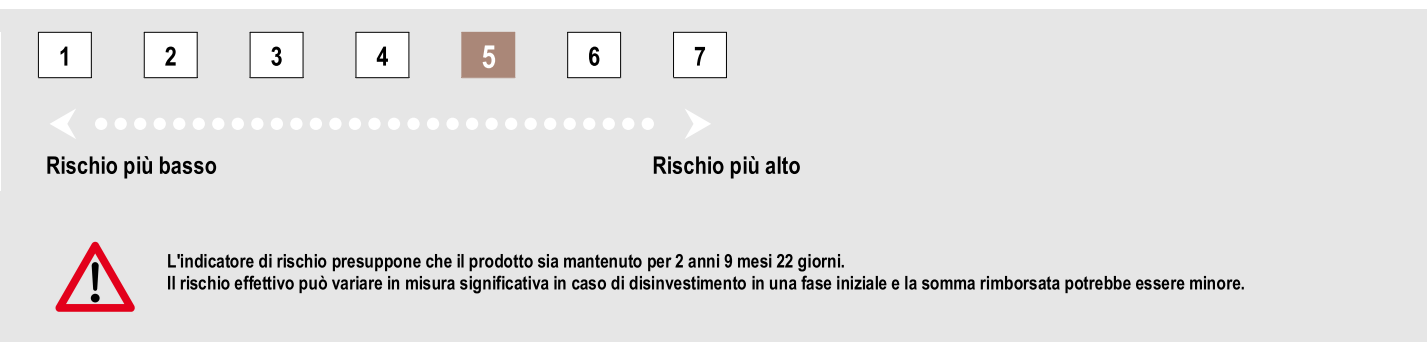 1 2 3 4 5 6 7
Rischio più basso Rischio più alto
L'indicatore di rischio presuppone che il prodotto sia mantenuto per 2 anni 9 mesi 22 giorni.
Il rischio effettivo può variare in misura significativa in caso di disinvestimento in una fase iniziale e la somma rimborsata potrebbe essere minore.